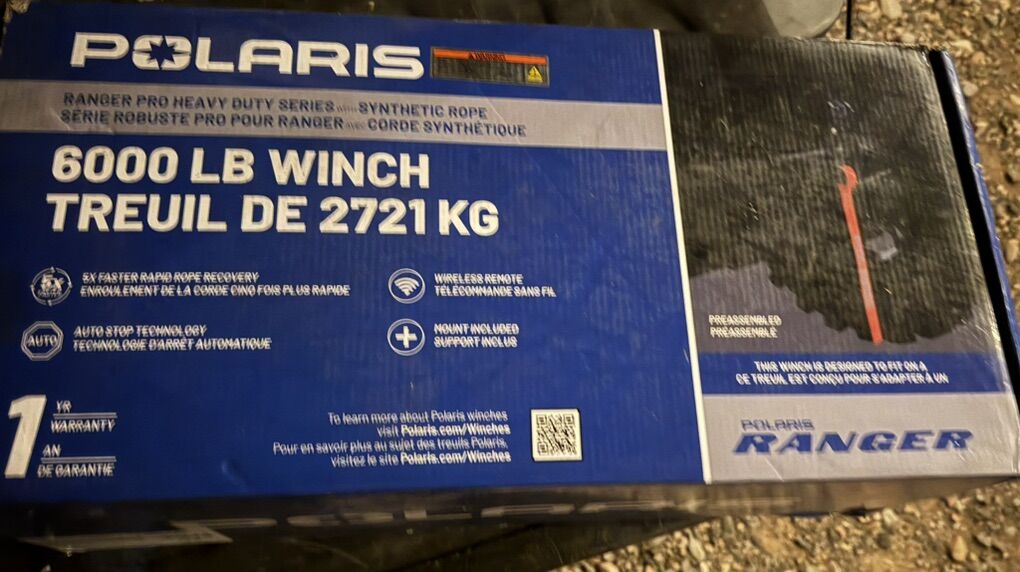 POLARIS
WARNING
RANGER PRO HEAVY DUTY SERIES WITH SYNTHETIC ROPE
SÉRIE ROBUSTE PRO POUR RANGER AVEC CORDE SYNTHÉTIQUE
6000 LB WINCH
TREUIL DE 2721 KG
5X
5X FASTER RAPID ROPE RECOVERY
ENROULEMENT DE LA CORDE CINQ FOIS PLUS RAPIDE
WIRELESS REMOTE
TÉLÉCOMMANDE SANS FIL
AUTO
AUTO STOP TECHNOLOGY
TECHNOLOGIE D'ARRÊT AUTOMATIQUE
MOUNT INCLUDED
SUPPORT INCLUS
1 YR
WARRANTY
AN
DE GARANTIE
To learn more about Polaris winches
visit Polaris.com/Winches
Pour en savoir plus au sujet des treuils Polaris,
visitez le site Polaris.com/Winches
PREASSEMBLED
PRÉASSEMBLÉ
THIS WINCH IS DESIGNED TO FIT ON A
CE TREUIL EST CONÇU POUR S'ADAPTER À UN
POLARIS
RANGER